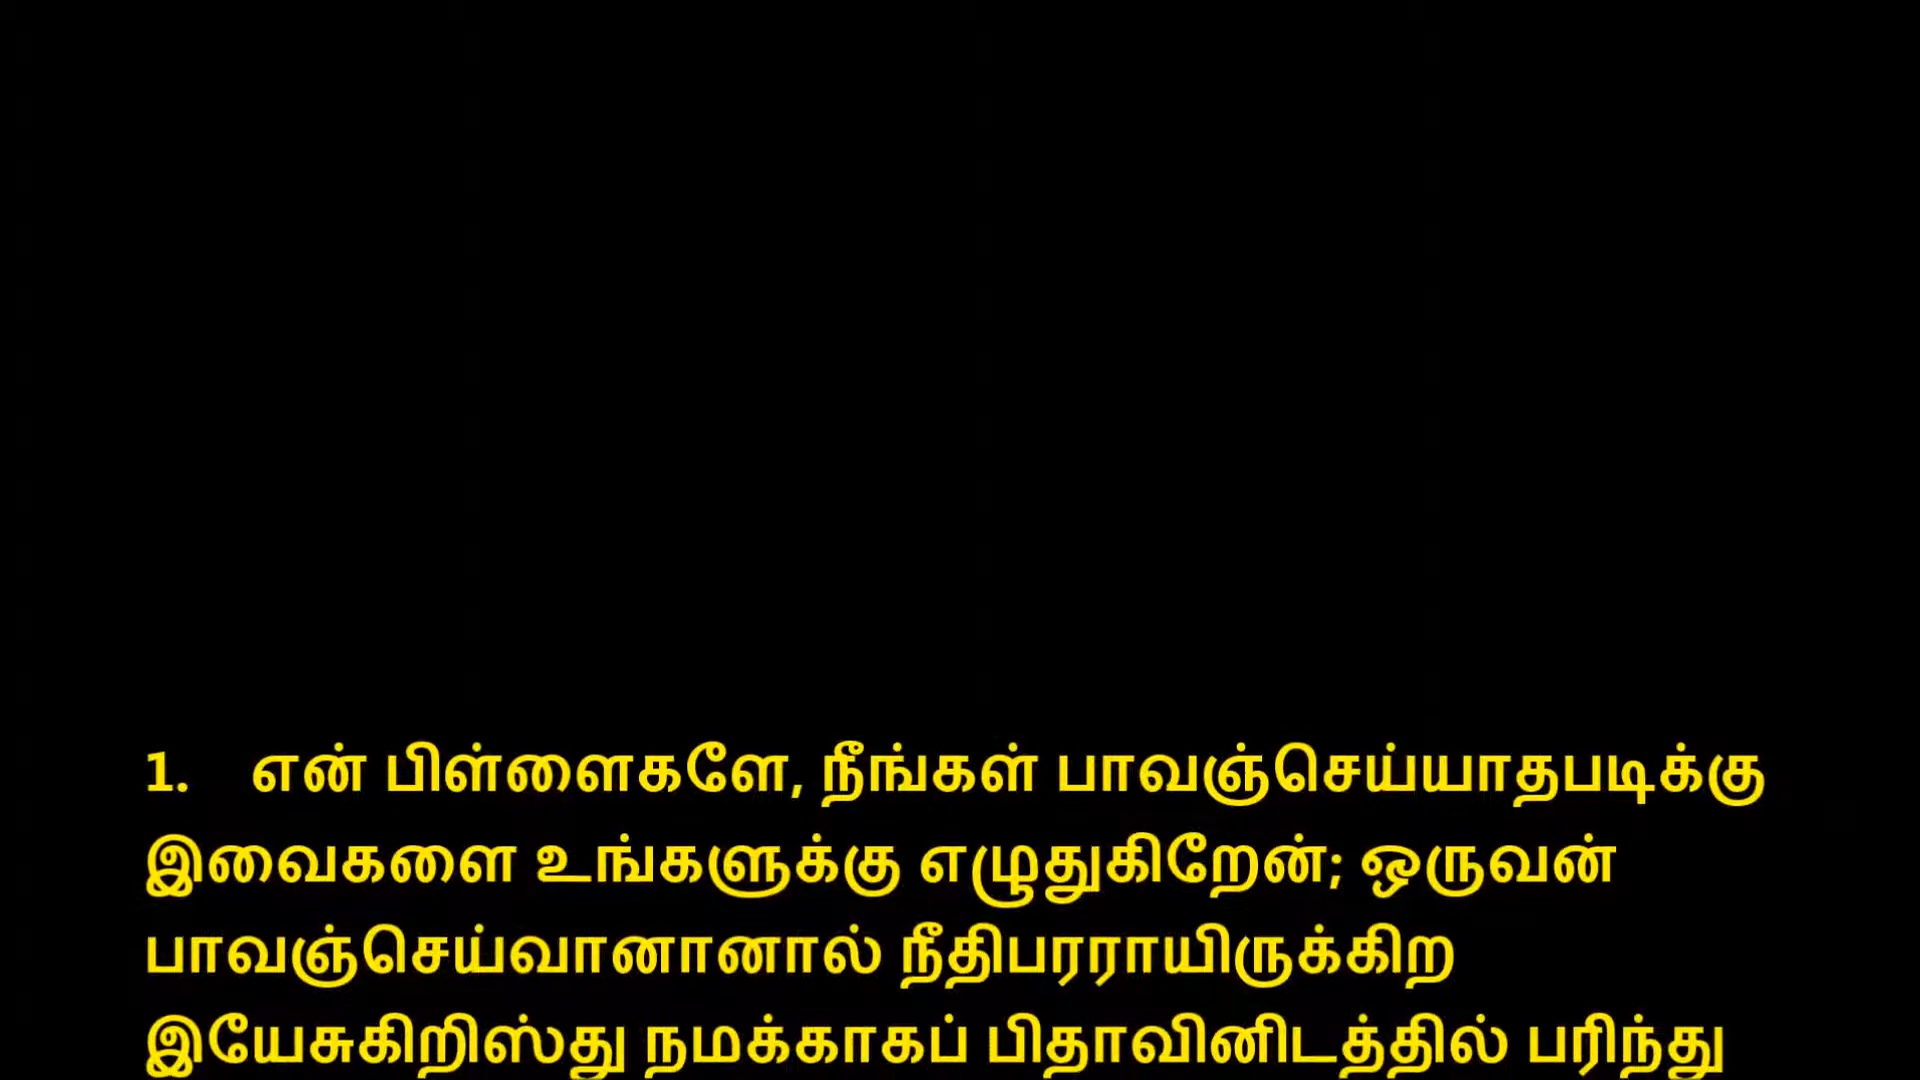 1. என் பிள்ளைகளே, நீங்கள் பாவஞ்செய்யாதபடிக்கு
இவைகளை உங்களுக்கு எழுதுகிறேன்; ஒருவன்
பாவஞ்செய்வானானால் நீதிபரராயிருக்கிற
இயேசுகிறிஸ்து நமக்காகப் பிதாவினிடத்தில் பரிந்து